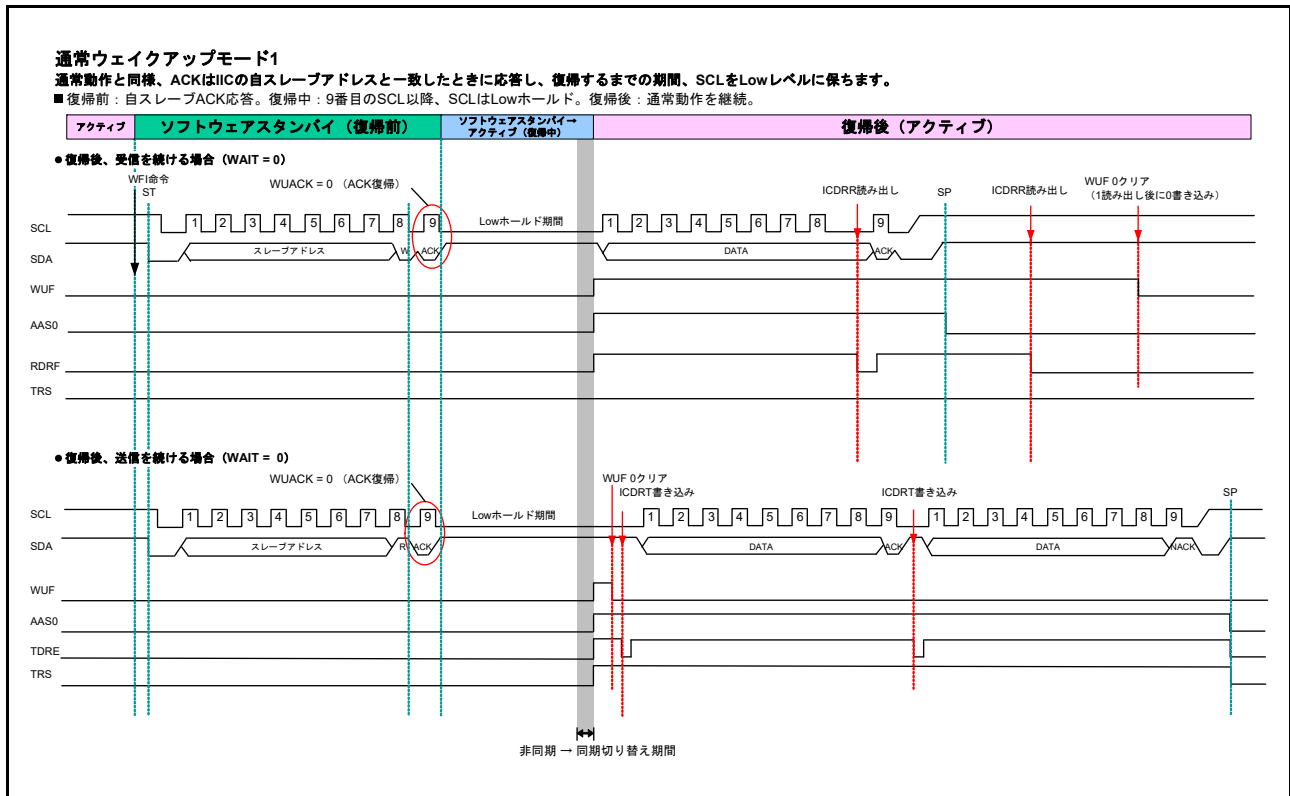 通常ウェイクアップモード1
通常動作と同様、ACKはIICの自スレーブアドレスと一致したときに応答し、復帰するまでの期間、SCLをLowレベルに保ちます。
■復帰前：自スレーブACK応答。復帰中：9番目のSCL以降、SCLはLowホールド。復帰後：通常動作を継続。
アクティブ ソフトウェアスタンバイ（復帰前） ソフトウェアスタンバイ→ 復帰後（アクティブ）
アクティブ（復帰中）
●復帰後、受信を続ける場合（WAIT = 0）
WFI命令
ST
WUACK = 0 （ACK復帰）
ICDRR読み出し SP ICDRR読み出し WUF 0クリア
（1読み出し後に0書き込み）
SCL 1 2 3 4 5 6 7 8 9 Lowホールド期間 1 2 3 4 5 6 7 8 9
SDA スレーブアドレス W ACK DATA ACK
WUF
AAS0
RDRF
TRS
●復帰後、送信を続ける場合（WAIT = 0）
WUACK = 0 （ACK復帰） WUF 0クリア
ICDRT書き込み ICDRT書き込み SP
SCL 1 2 3 4 5 6 7 8 9 Lowホールド期間 1 2 3 4 5 6 7 8 9 1 2 3 4 5 6 7 8 9
SDA スレーブアドレス R ACK DATA ACK DATA NACK
WUF
AAS0
TDRE
TRS
非同期 → 同期切り替え期間